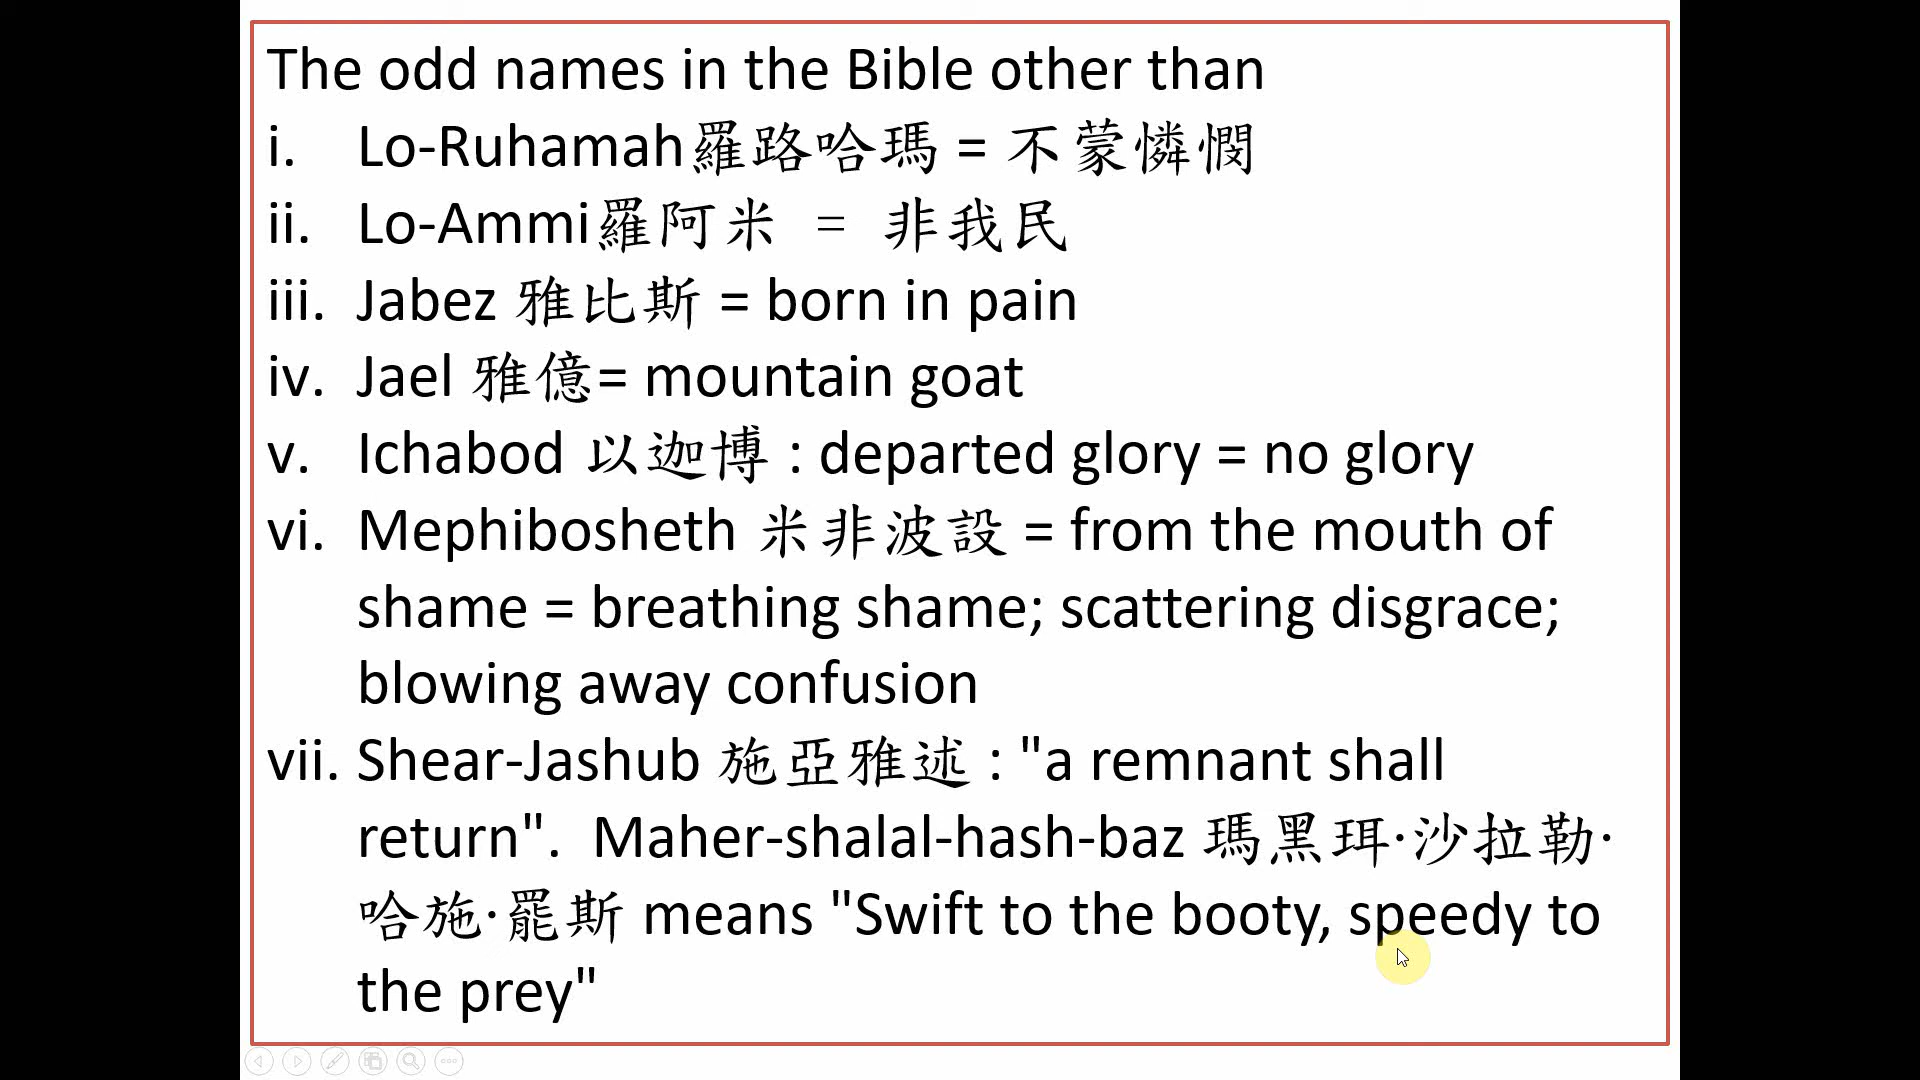 The odd names in the Bible other than
i. Lo-Ruhamah羅路哈瑪 = 不蒙憐憫
ii. Lo-Ammi羅阿米 = 非我民
iii. Jabez 雅比斯 = born in pain
iv. Jael 雅億= mountain goat
v. Ichabod 以迦博 : departed glory = no glory
vi. Mephibosheth 米非波設 = from the mouth of
shame = breathing shame; scattering disgrace;
blowing away confusion
vii. Shear-Jashub 施亞雅述 : "a remnant shall
return".  Maher-shalal-hash-baz 瑪黑珥·沙拉勒·
哈施·罷斯 means "Swift to the booty, speedy to
the prey"